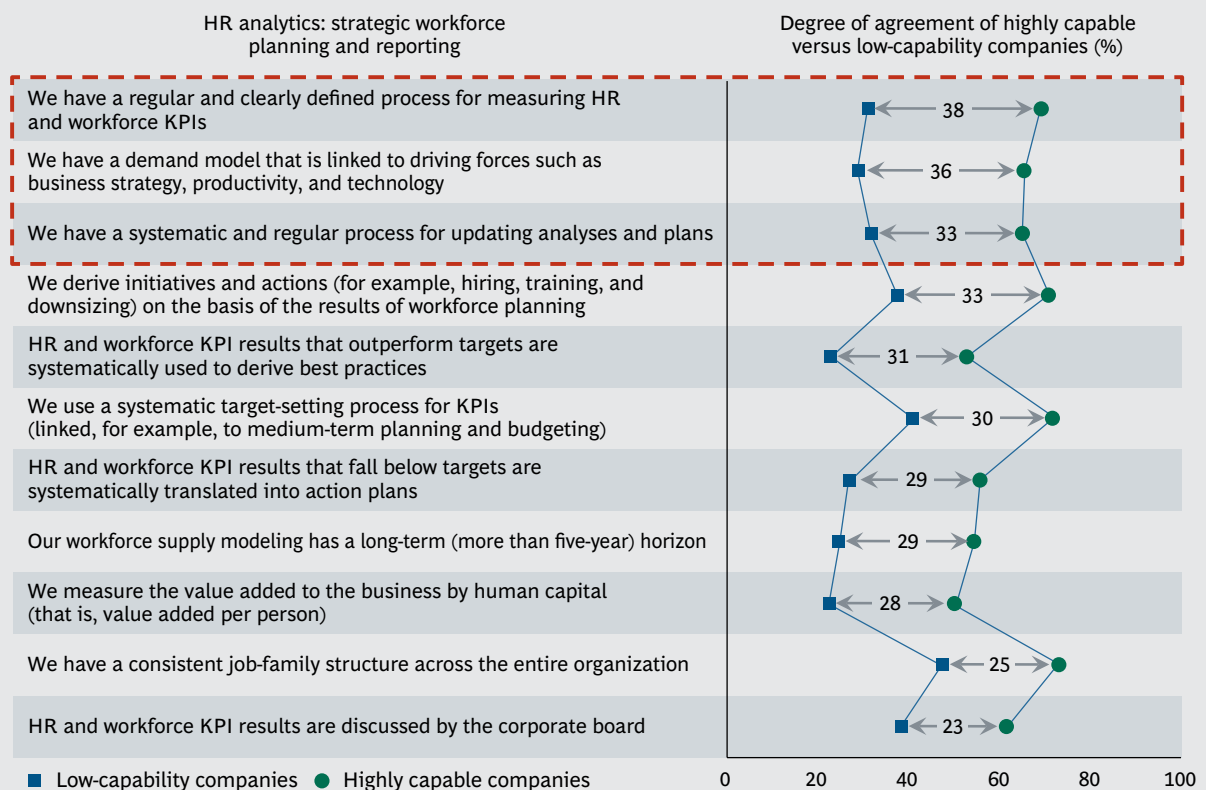 HR analytics: strategic workforce
planning and reporting
Degree of agreement of highly capable
versus low-capability companies (%)
We have a regular and clearly defined process for measuring HR
and workforce KPIs
38
We have a demand model that is linked to driving forces such as
business strategy, productivity, and technology
36
We have a systematic and regular process for updating analyses and plans
33
We derive initiatives and actions (for example, hiring, training, and
downsizing) on the basis of the results of workforce planning
33
HR and workforce KPI results that outperform targets are
systematically used to derive best practices
31
We use a systematic target-setting process for KPIs
(linked, for example, to medium-term planning and budgeting)
30
HR and workforce KPI results that fall below targets are
systematically translated into action plans
29
Our workforce supply modeling has a long-term (more than five-year) horizon
29
We measure the value added to the business by human capital
(that is, value added per person)
28
We have a consistent job-family structure across the entire organization
25
HR and workforce KPI results are discussed by the corporate board
23
Low-capability companies Highly capable companies
0 20 40 60 80 100